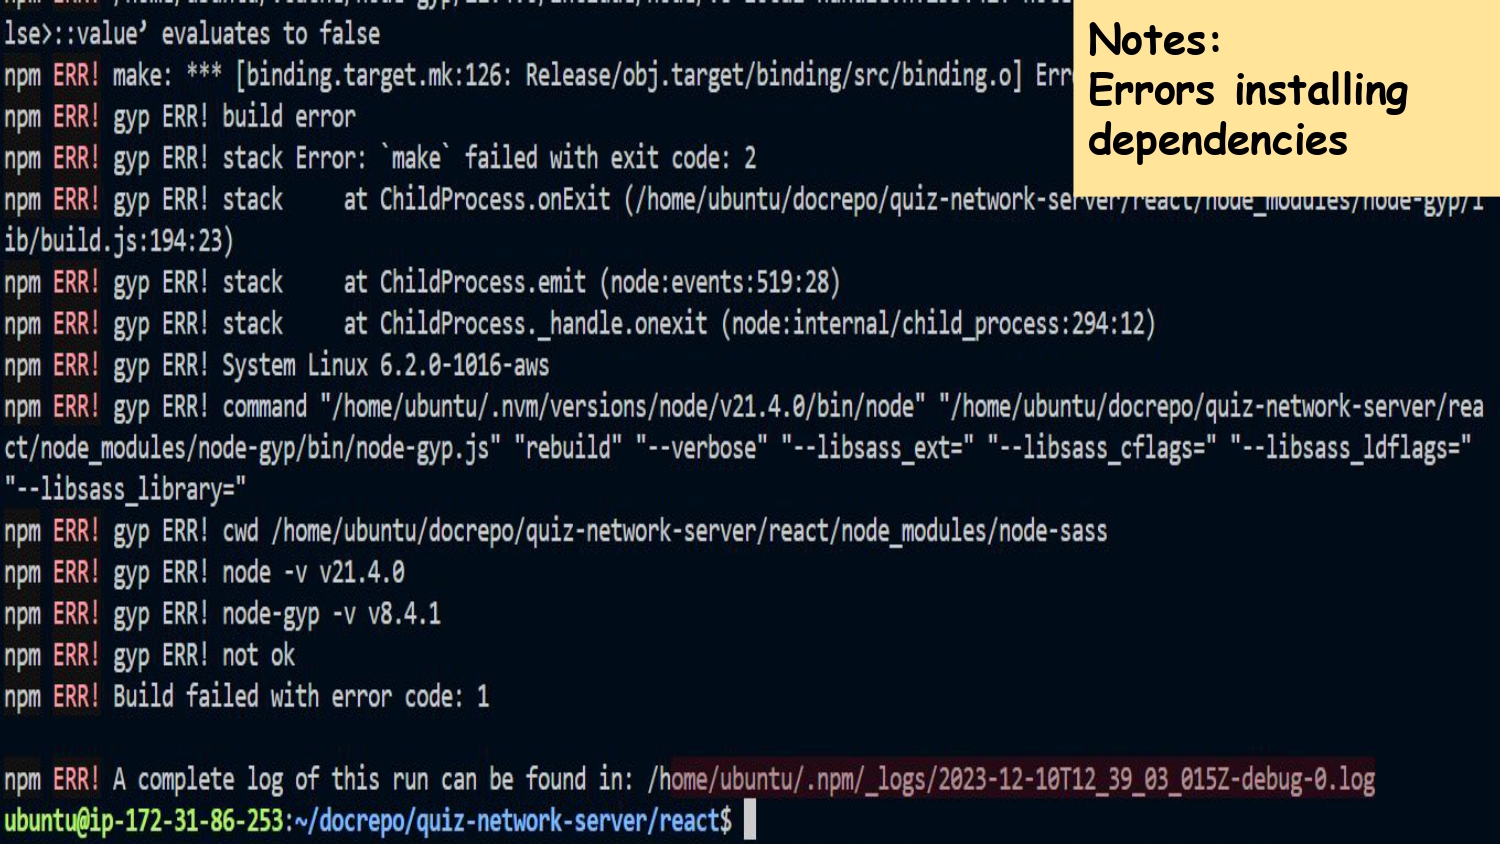 lse>::value’ evaluates to false
npm ERR! make: *** [binding.target.mk:126: Release/obj.target/binding/src/binding.o]
npm ERR! gyp ERR! build error
npm ERR! gyp ERR! stack Error: `make` failed with exit code: 2
npm ERR! gyp ERR! stack     at ChildProcess.onExit (/home/ubuntu/docrepo/quiz-network-server/react/node_modules/node-gyp/l
ib/build.js:194:23)
npm ERR! gyp ERR! stack     at ChildProcess.emit (node:events:519:28)
npm ERR! gyp ERR! stack     at ChildProcess._handle.onexit (node:internal/child_process:294:12)
npm ERR! gyp ERR! System Linux 6.2.0-1016-aws
npm ERR! gyp ERR! command "/home/ubuntu/.nvm/versions/node/v21.4.0/bin/node" "/home/ubuntu/docrepo/quiz-network-server/rea
ct/node_modules/node-gyp/bin/node-gyp.js" "rebuild" "--verbose" "--libsass_ext=" "--libsass_cflags=" "--libsass_ldflags="
"--libsass_library="
npm ERR! gyp ERR! cwd /home/ubuntu/docrepo/quiz-network-server/react/node_modules/node-sass
npm ERR! gyp ERR! node -v v21.4.0
npm ERR! gyp ERR! node-gyp -v v8.4.1
npm ERR! gyp ERR! not ok
npm ERR! Build failed with error code: 1
npm ERR! A complete log of this run can be found in: /home/ubuntu/.npm/_logs/2023-12-10T12_39_03_015Z-debug-0.log
ubuntu@ip-172-31-86-253:~/docrepo/quiz-network-server/react$
Notes:
Errors installing
dependencies